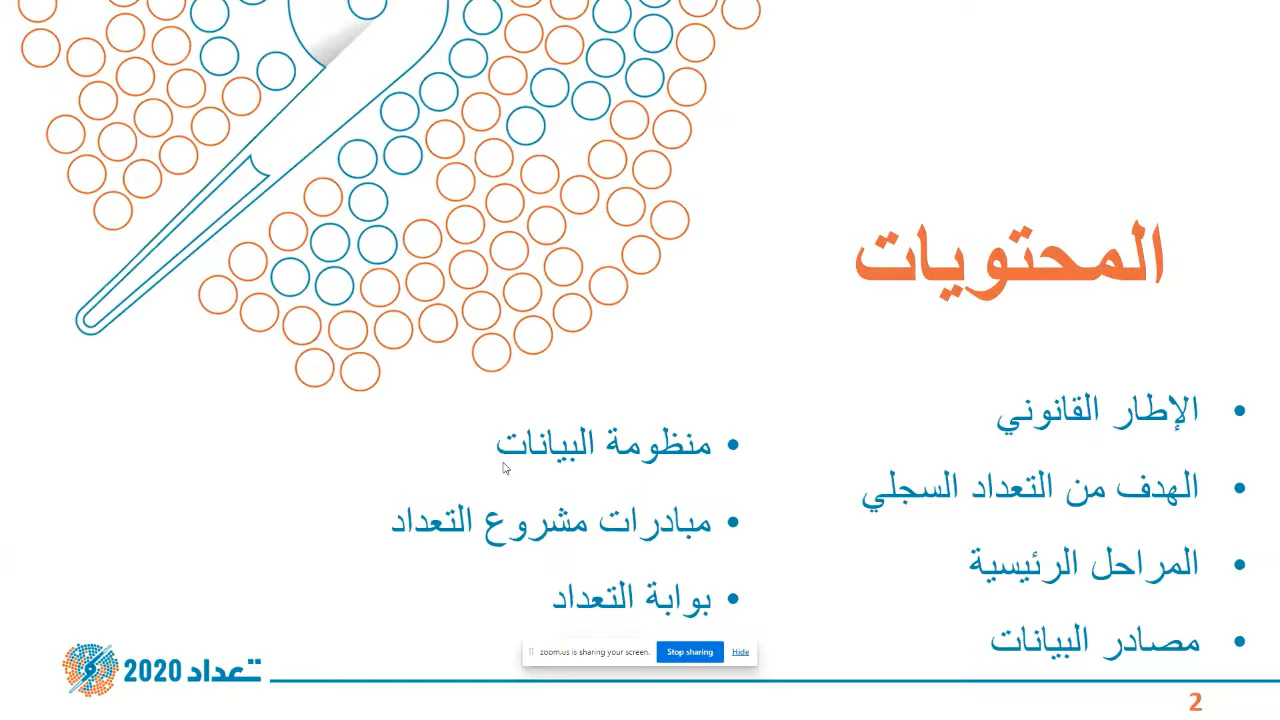 المحتويات
الإطار القانوني
الهدف من التعداد السجلي
المراحل الرئيسية
مصادر البيانات
منظومة البيانات
مبادرات مشروع التعداد
بوابة التعداد
zoom.us is sharing your screen. Stop sharing Hide
تعداد 2020
2